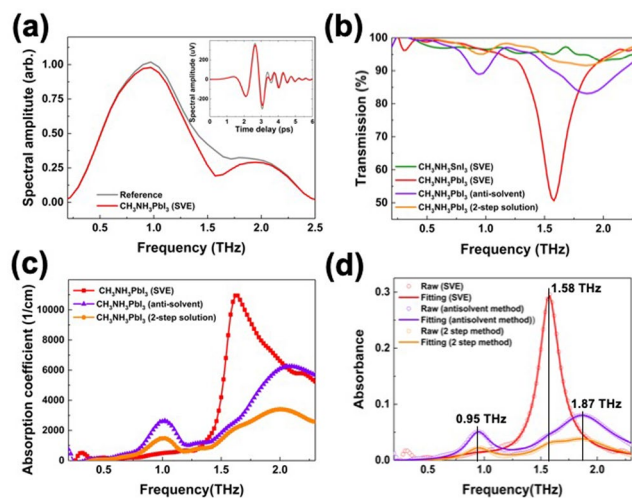 (a)
Spectral amplitude (arb.)
1.00
0.75
0.50
0.25
0.00
Spectral amplitude (uV)
200
0
-200
0 1 2 3 4 5 6
Time delay (ps)
Reference
CH3NH3PbI3 (SVE)
0.5 1.0 1.5 2.0 2.5
Frequency (THz)
(b)
Transmission (%)
100
90
80
70
60
50
CH3NH3SnI3 (SVE)
CH3NH3PbI3 (SVE)
CH3NH3PbI3 (anti-solvent)
CH3NH3PbI3 (2-step solution)
0.5 1.0 1.5 2.0
Frequency (THz)
(c)
Absorption coefficient (1/cm)
10000
8000
6000
4000
2000
0
CH3NH3PbI3 (SVE)
CH3NH3PbI3 (anti-solvent)
CH3NH3PbI3 (2-step solution)
0.5 1.0 1.5 2.0
Frequency(THz)
(d)
Absorbance
0.3
0.2
0.1
0.0
Raw (SVE)
Fitting (SVE)
Raw (antisolvent method)
Fitting (antisolvent method))
Raw (2 step method)
Fitting (2 step method)
1.58 THz
1.87 THz
0.95 THz
0.5 1.0 1.5 2.0
Frequency(THz)